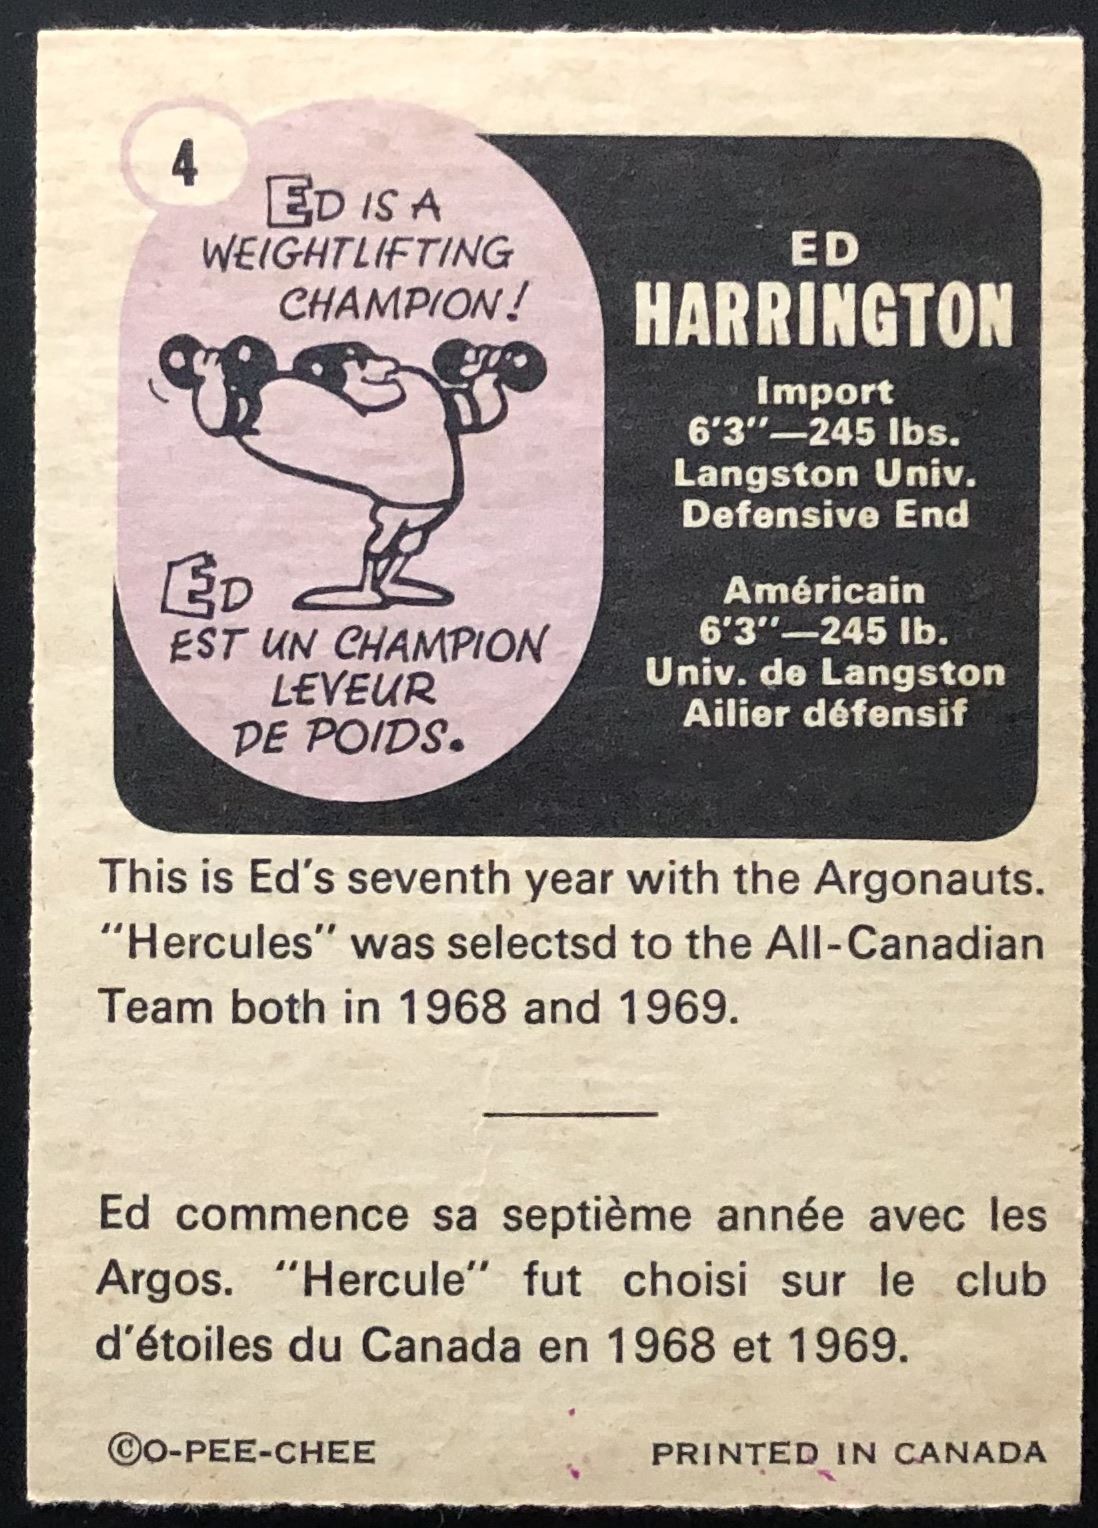 4
ED IS A
WEIGHTLIFTING
CHAMPION!
ED
EST UN CHAMPION
LEVEUR
DE POIDS.
ED
HARRINGTON
Import
6'3"—245 lbs.
Langston Univ.
Defensive End
Américain
6'3"—245 lb.
Univ. de Langston
Ailier défensif
This is Ed's seventh year with the Argonauts.
"Hercules" was selectsd to the All-Canadian
Team both in 1968 and 1969.
Ed commence sa septième année avec les
Argos. "Hercule" fut choisi sur le club
d'étoiles du Canada en 1968 et 1969.
©O-PEE-CHEE
PRINTED IN CANADA